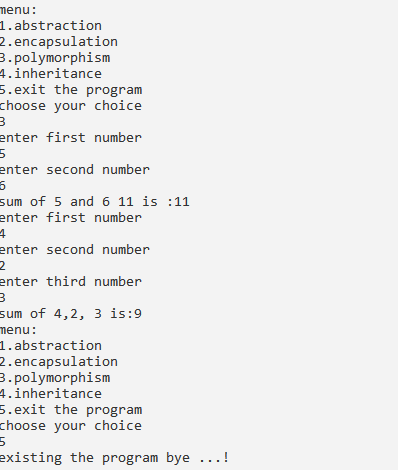 menu:
1.abstraction
2.encapsulation
3.polymorphism
4.inheritance
5.exit the program
choose your choice
3
enter first number
5
enter second number
6
sum of 5 and 6 11 is :11
enter first number
4
enter second number
2
enter third number
3
sum of 4,2, 3 is:9
menu:
1.abstraction
2.encapsulation
3.polymorphism
4.inheritance
5.exit the program
choose your choice
5
existing the program bye ...!